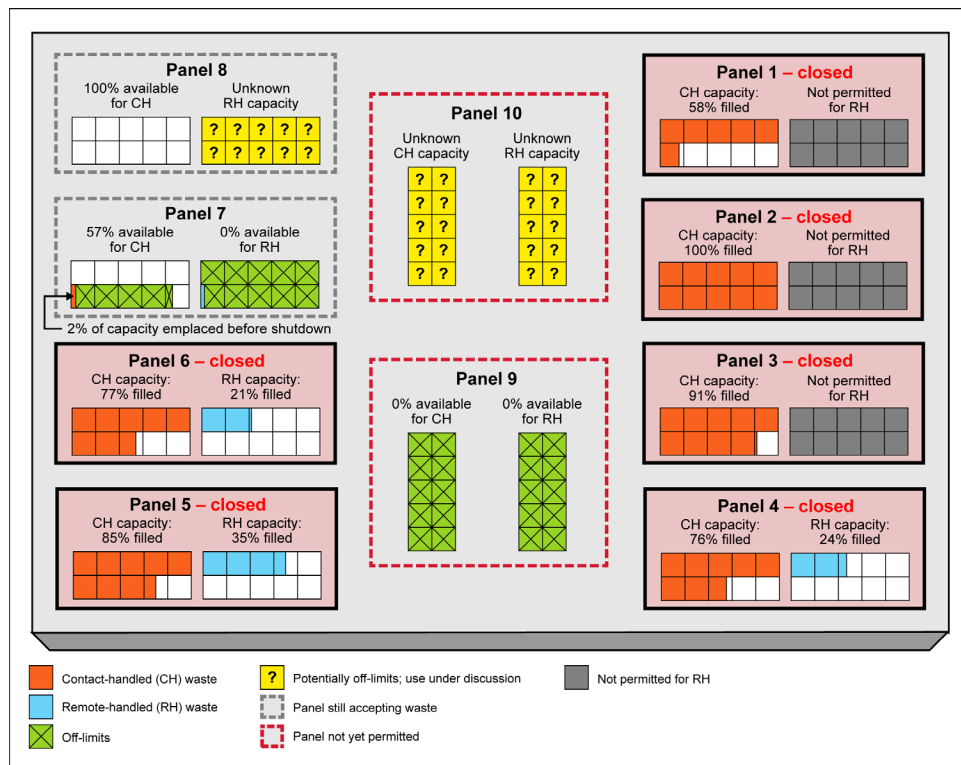 Panel 8
100% available
for CH
Unknown
RH capacity
? ? ? ? ?
? ? ? ? ?
Panel 7
57% available
for CH
0% available
for RH
2% of capacity emplaced before shutdown
Panel 6 – closed
CH capacity:
77% filled
RH capacity:
21% filled
Panel 5 – closed
CH capacity:
85% filled
RH capacity:
35% filled
Panel 10
Unknown
CH capacity
Unknown
RH capacity
? ? ? ?
? ? ? ?
? ? ? ?
? ? ? ?
? ? ? ?
Panel 9
0% available
for CH
0% available
for RH
Panel 1 – closed
CH capacity:
58% filled
Not permitted
for RH
Panel 2 – closed
CH capacity:
100% filled
Not permitted
for RH
Panel 3 – closed
CH capacity:
91% filled
Not permitted
for RH
Panel 4 – closed
CH capacity:
76% filled
RH capacity:
24% filled
Contact-handled (CH) waste
Remote-handled (RH) waste
Off-limits
? Potentially off-limits; use under discussion
Panel still accepting waste
Panel not yet permitted
Not permitted for RH